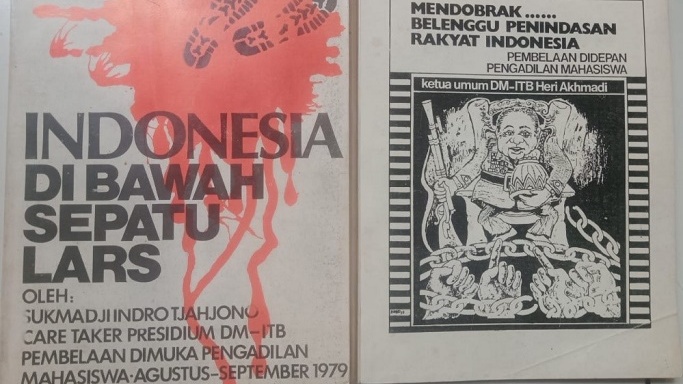 INDONESIA
DI BAWAH
SEPATU
LARS
OLEH:
SUKMADJI INDRO TJAHJONO
CARE TAKER PRESIDIUM DM-ITB
PEMBELAAN DIMUKA PENGADILAN
MAHASISWA·AGUSTUS-SEPTEMBER 1979
MENDOBRAK......
BELENGGU PENINDASAN
RAKYAT INDONESIA
PEMBELAAN DIDEPAN
PENGADILAN MAHASISWA
ketua umum DM-ITB Heri Akhmadi